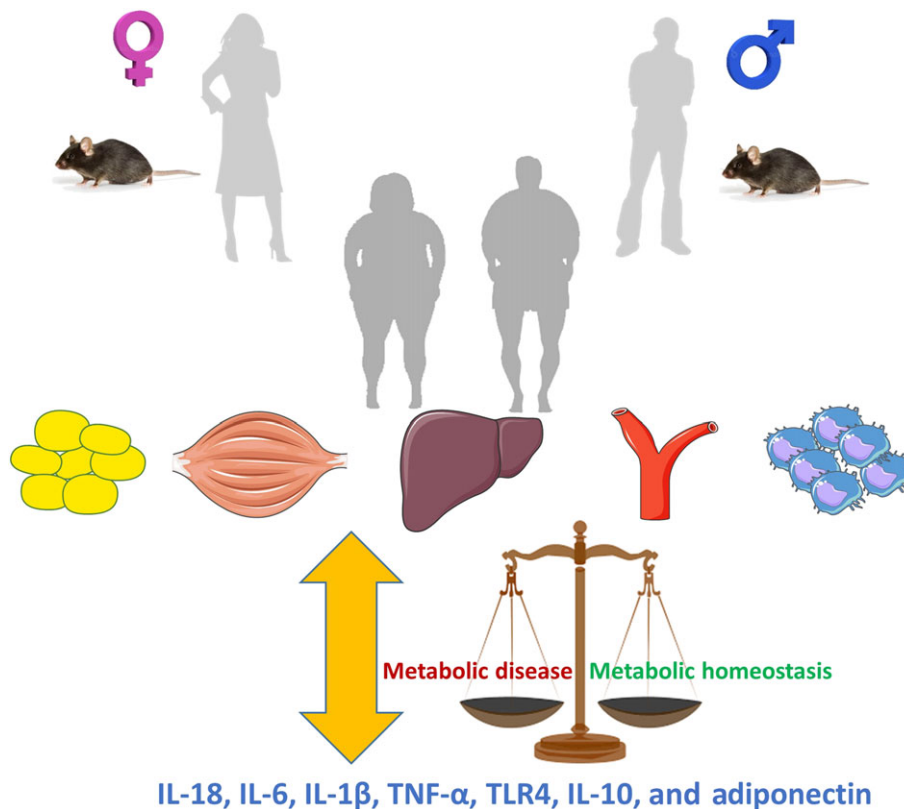 Metabolic disease
Metabolic homeostasis
IL-18, IL-6, IL-1β, TNF-α, TLR4, IL-10, and adiponectin